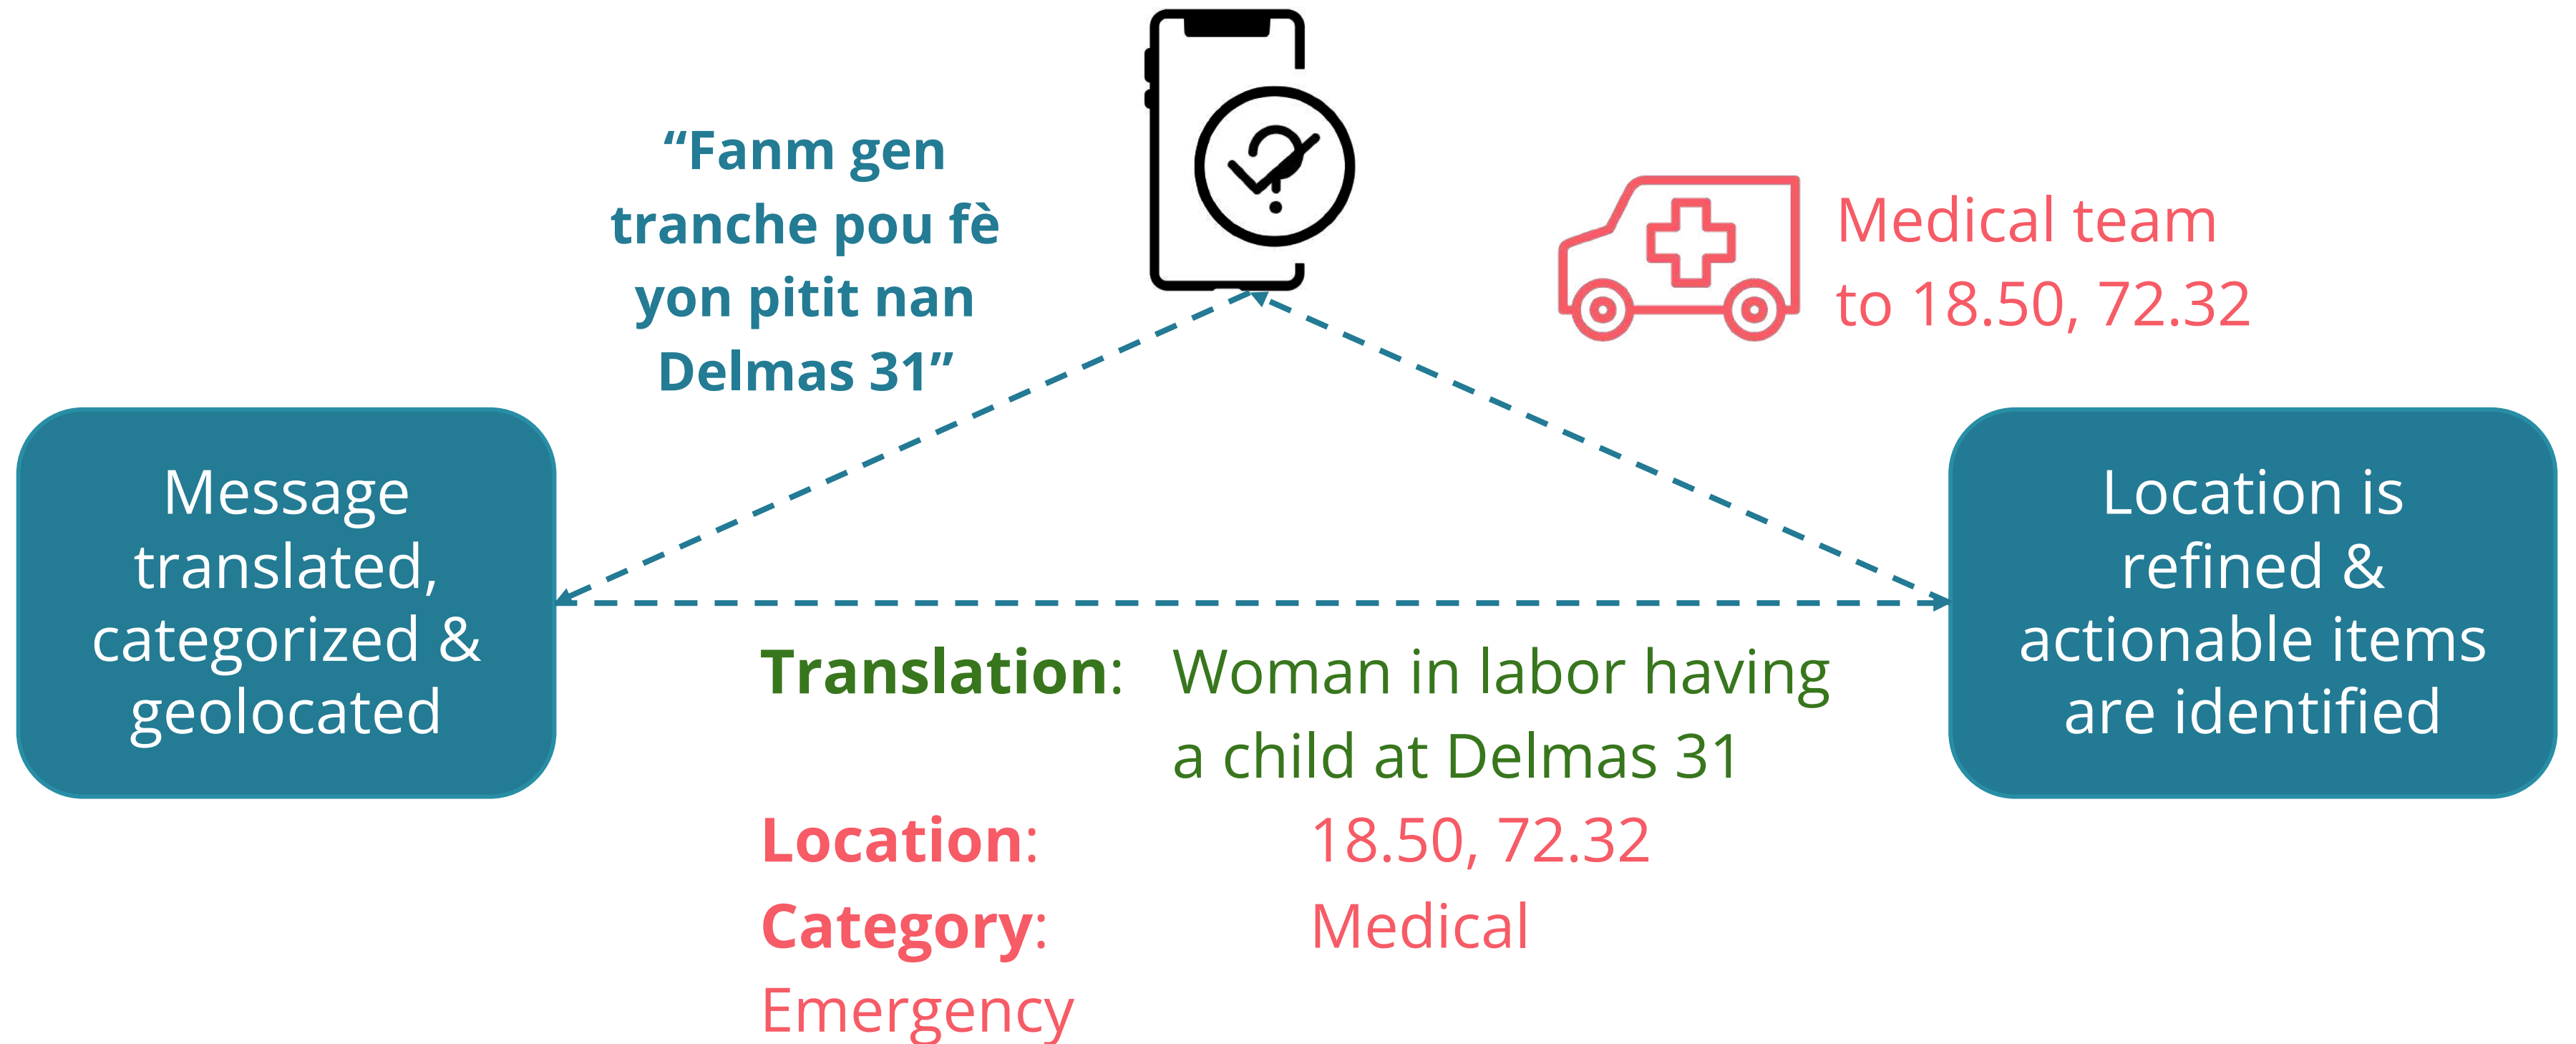 “Fanm gen
tranche pou fè
yon pitit nan
Delmas 31”
Medical team
to 18.50, 72.32
Message
translated,
categorized &
geolocated
Location is
refined &
actionable items
are identified
Translation: Woman in labor having
a child at Delmas 31
Location: 18.50, 72.32
Category: Medical
Emergency